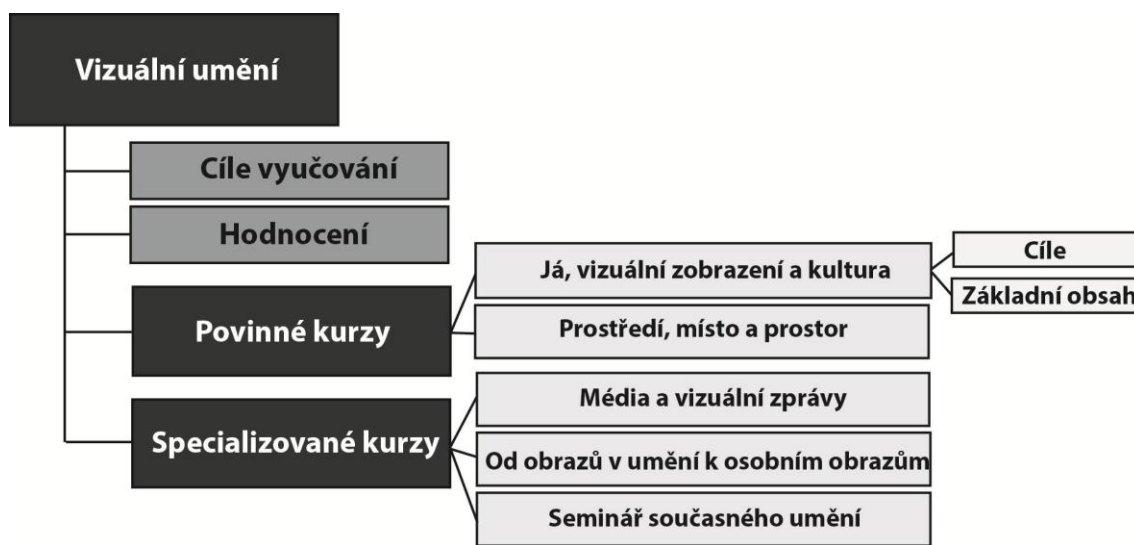 Vizuální umění
Cíle vyučování
Hodnocení
Povinné kurzy
Já, vizuální zobrazení a kultura
Cíle
Základní obsah
Prostředí, místo a prostor
Specializované kurzy
Média a vizuální zprávy
Od obrazů v umění k osobním obrazům
Seminář současného umění